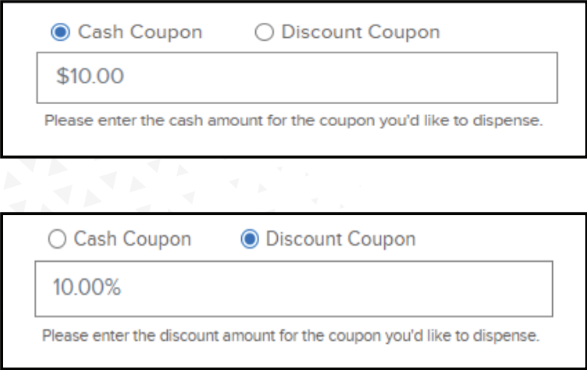 Cash Coupon Discount Coupon
$10.00
Please enter the cash amount for the coupon you'd like to dispense.
Cash Coupon Discount Coupon
10.00%
Please enter the discount amount for the coupon you'd like to dispense.